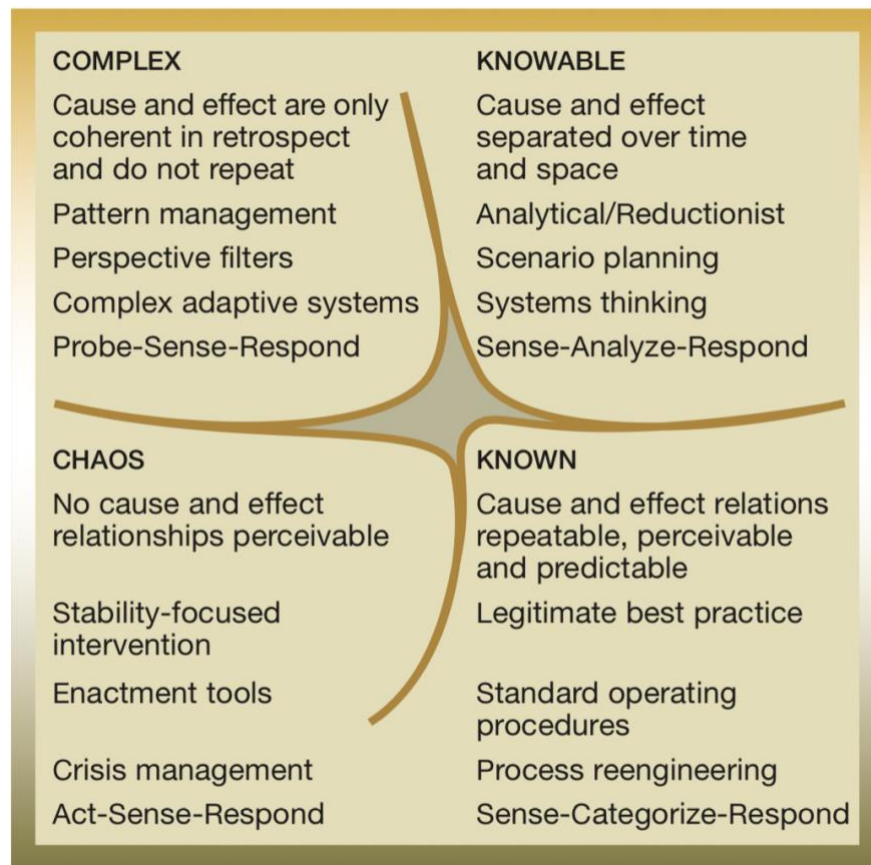 COMPLEX
Cause and effect are only
coherent in retrospect
and do not repeat
Pattern management
Perspective filters
Complex adaptive systems
Probe-Sense-Respond
KNOWABLE
Cause and effect
separated over time
and space
Analytical/Reductionist
Scenario planning
Systems thinking
Sense-Analyze-Respond
CHAOS
No cause and effect
relationships perceivable
Stability-focused
intervention
Enactment tools
Crisis management
Act-Sense-Respond
KNOWN
Cause and effect relations
repeatable, perceivable
and predictable
Legitimate best practice
Standard operating
procedures
Process reengineering
Sense-Categorize-Respond